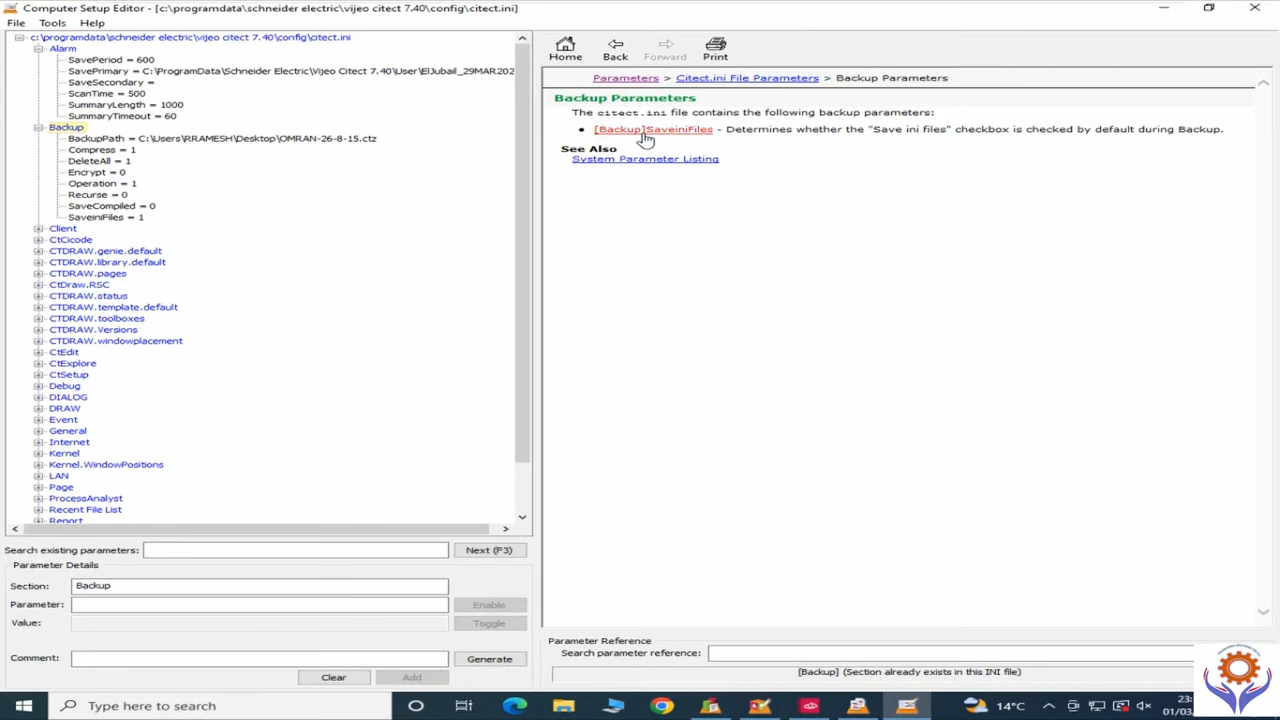 Computer Setup Editor - [c:\programdata\schneider electric\vijeo citect 7.40\config\citect.ini]
File Tools Help
c:\programdata\schneider electric\vijeo citect 7.40\config\citect.ini
Alarm
SavePeriod = 600
SavePrimary = C:\ProgramData\Schneider Electric\Vijeo Citect 7.40\User\ElJubail_29MAR202
SaveSecondary =
ScanTime = 500
SummaryLength = 1000
SummaryTimeout = 60
Backup
BackupPath = C:\Users\RRAMESH\Desktop\OMRAN-26-8-15.ctz
Compress = 1
DeleteAll = 1
Encrypt = 0
Operation = 1
Recurse = 0
SaveCompiled = 0
SaveiniFiles = 1
Client
CtCicode
CTDRAW.genie.default
CTDRAW.library.default
CTDRAW.pages
CtDraw.RSC
CTDRAW.status
CTDRAW.template.default
CTDRAW.toolboxes
CTDRAW.Versions
CTDRAW.windowplacement
CtEdit
CtExplore
CtSetup
Debug
DIALOG
DRAW
Event
General
Internet
Kernel
Kernel.WindowPositions
LAN
Page
ProcessAnalyst
Recent File List
Report
Search existing parameters:
Next (F3)
Parameter Details
Section: Backup
Parameter:
Enable
Value:
Toggle
Comment:
Generate
Clear
Add
Home Back Forward Print
Parameters > Citect.ini File Parameters > Backup Parameters
Backup Parameters
The citect.ini file contains the following backup parameters:
• [Backup]SaveiniFiles - Determines whether the "Save ini files" checkbox is checked by default during Backup.
See Also
System Parameter Listing
Parameter Reference
Search parameter reference:
[Backup] (Section already exists in this INI file)
Type here to search
14°C
23:
01/03